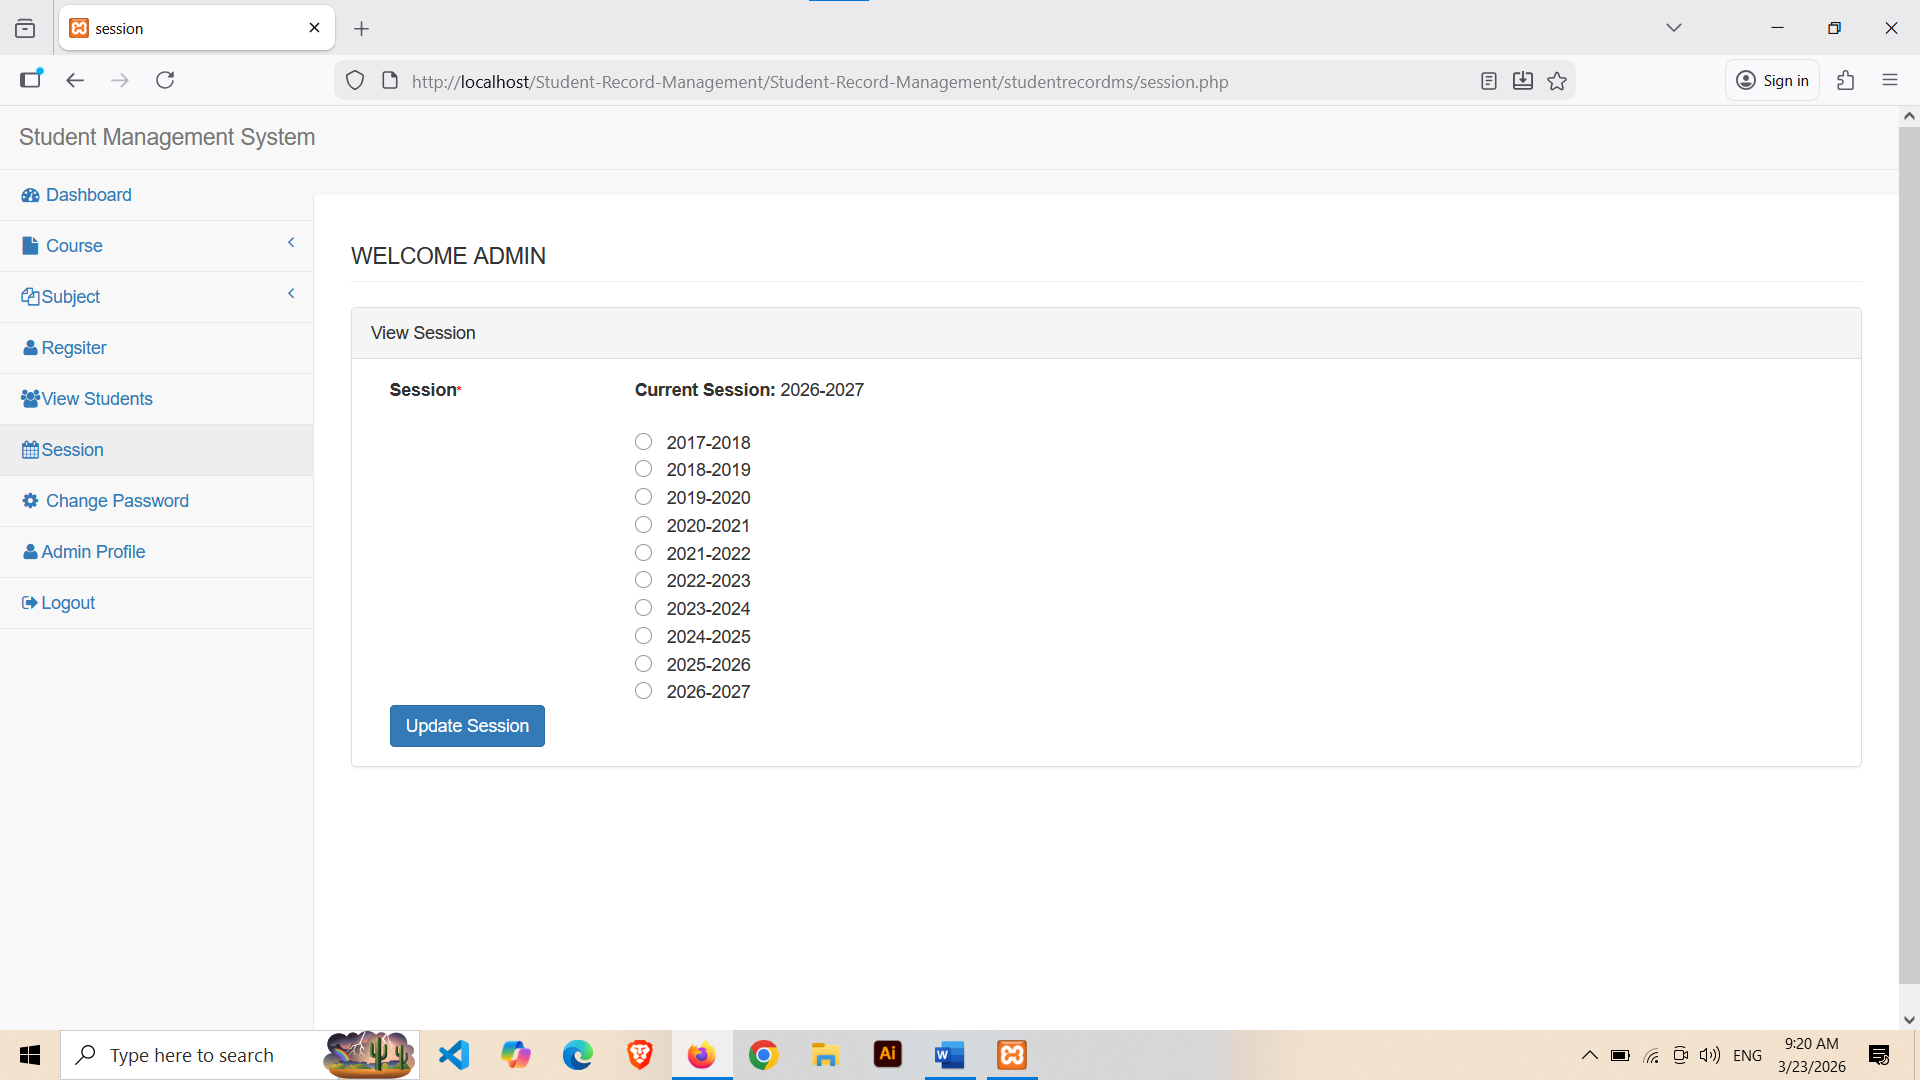 session
http://localhost/Student-Record-Management/Student-Record-Management/studentrecordms/session.php
Sign in
Student Management System
Dashboard
Course
Subject
Regsiter
View Students
Session
Change Password
Admin Profile
Logout
WELCOME ADMIN
View Session
Session*
Current Session: 2026-2027
2017-2018
2018-2019
2019-2020
2020-2021
2021-2022
2022-2023
2023-2024
2024-2025
2025-2026
2026-2027
Update Session
Type here to search
Ai
W
ENG
9:20 AM
3/23/2026